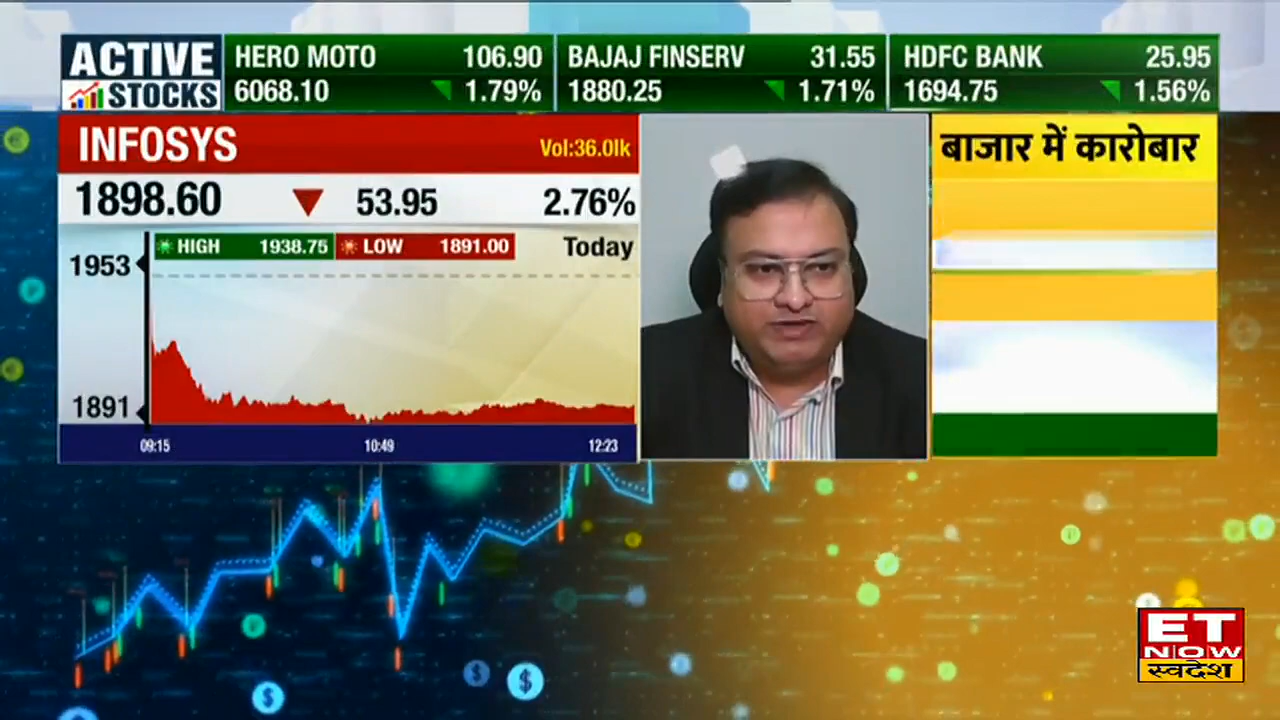 ACTIVE STOCKS
HERO MOTO 106.90
6068.10 1.79%
BAJAJ FINSERV 31.55
1880.25 1.71%
HDFC BANK 25.95
1694.75 1.56%
INFOSYS Vol:36.0lk
1898.60 53.95 2.76%
HIGH 1938.75 LOW 1891.00 Today
1953
1891
09:15 10:49 12:23
बाजार में कारोबार
ET
NOW
स्वदेश